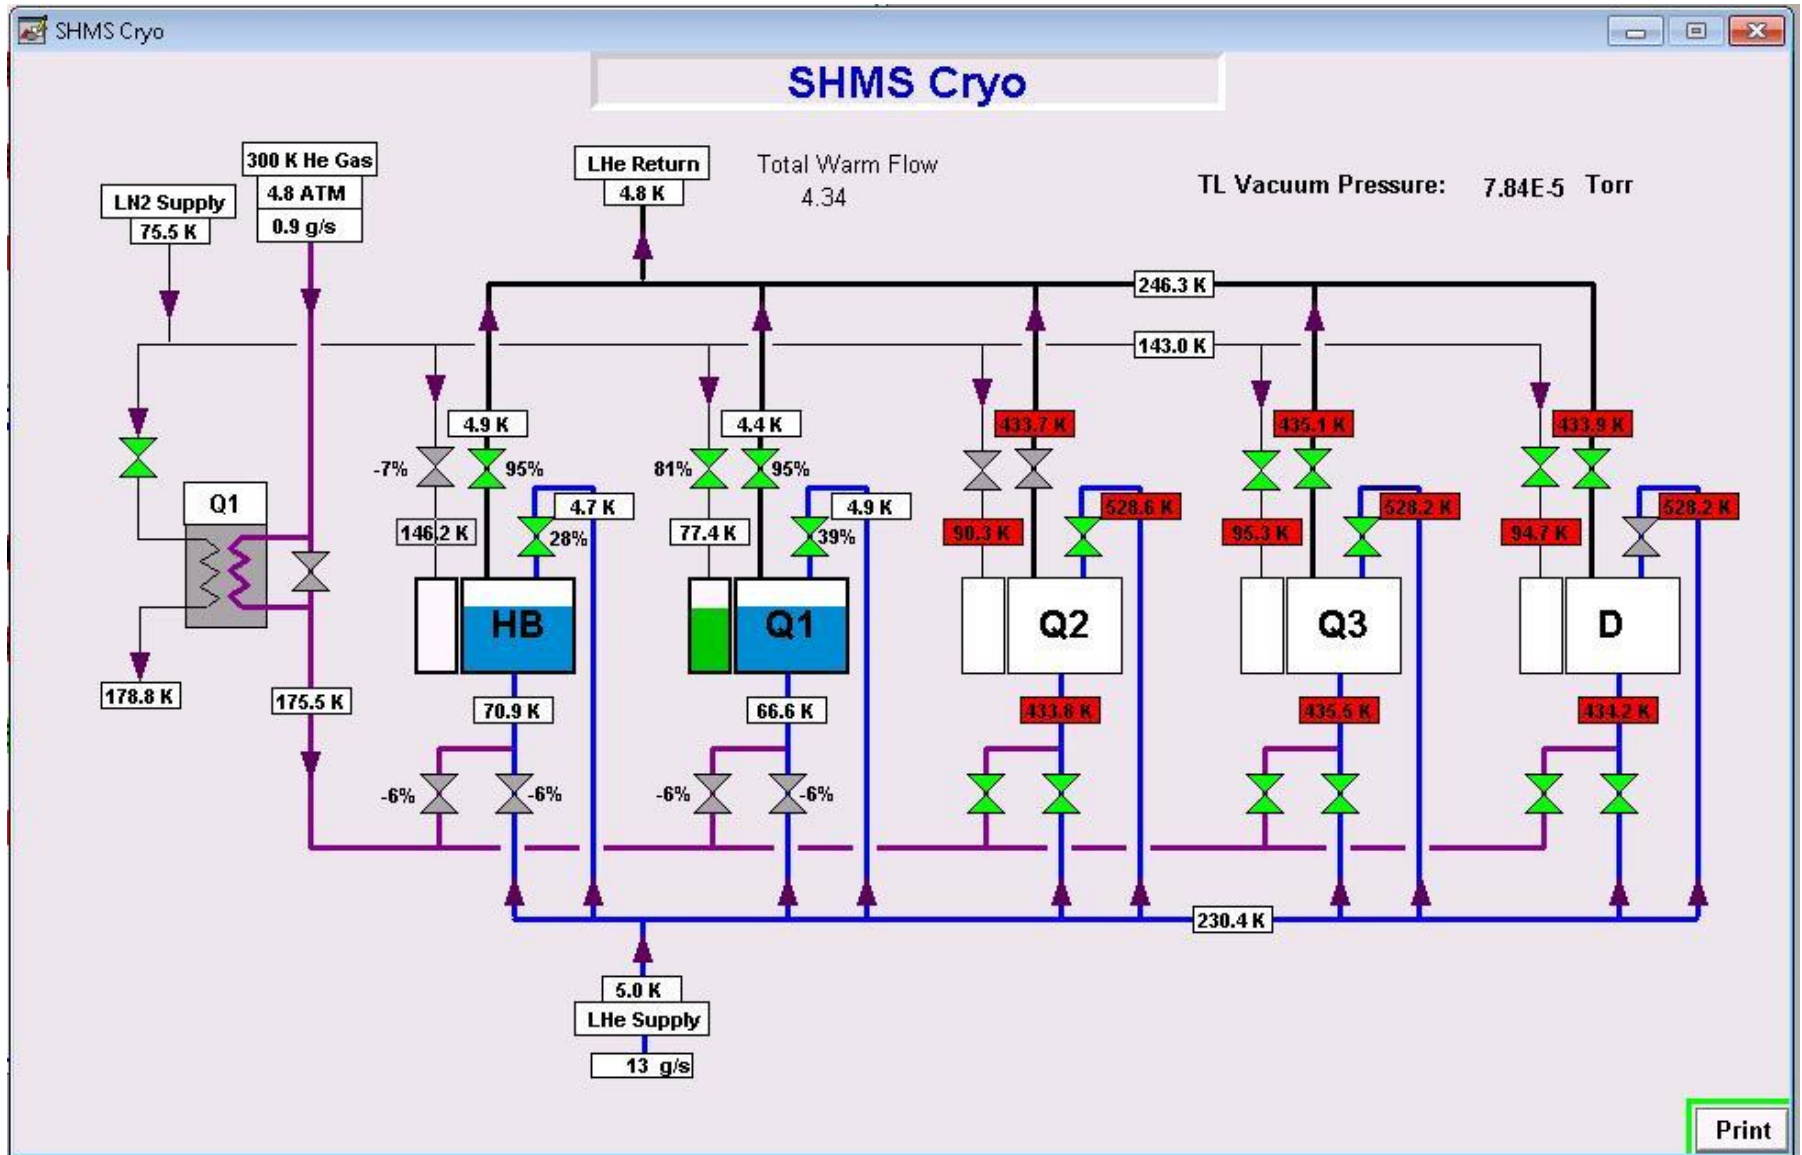 SHMS Cryo
SHMS Cryo
300 K He Gas
4.8 ATM
0.9 g/s
LN2 Supply
75.5 K
LHe Return
4.8 K
Total Warm Flow
4.34
TL Vacuum Pressure: 7.84E-5 Torr
246.3 K
143.0 K
4.9 K
4.4 K
433.7 K
435.1 K
433.9 K
-7%
95%
81%
95%
4.7 K
4.9 K
528.6 K
528.2 K
528.2 K
Q1
146.2 K
28%
77.4 K
39%
90.3 K
95.3 K
94.7 K
HB
Q1
Q2
Q3
D
178.8 K
175.5 K
70.9 K
66.6 K
433.8 K
435.5 K
434.2 K
-6%
-6%
-6%
-6%
230.4 K
5.0 K
LHe Supply
13 g/s
Print